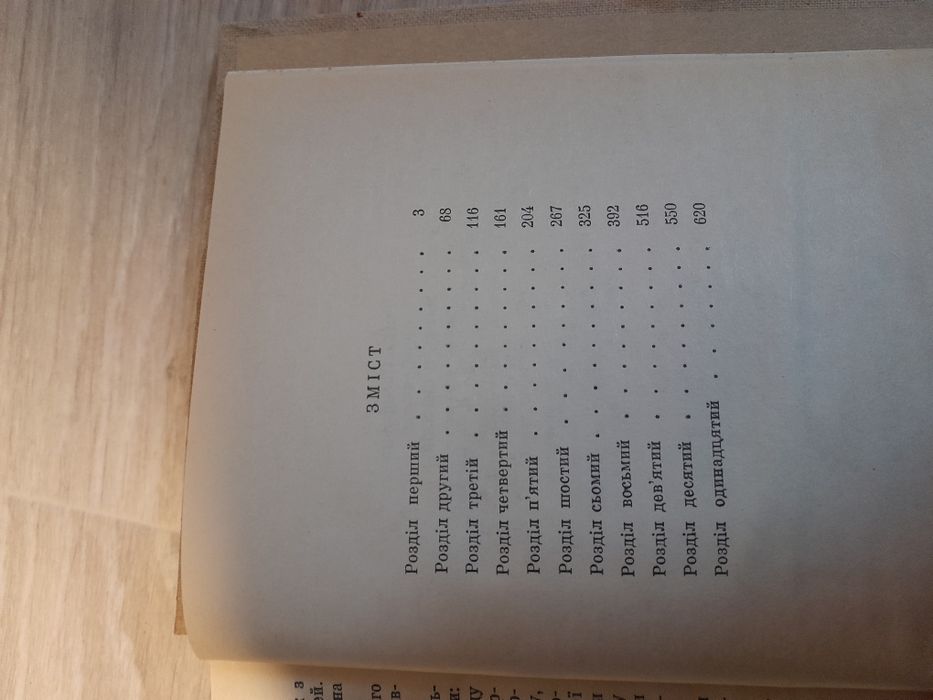 ЗМІСТ
Розділ перший . . . . . . . . 3
Розділ другий . . . . . . . . . 68
Розділ третій . . . . . . . . . 116
Розділ четвертий . . . . . . . . 161
Розділ п'ятий . . . . . . . . . 204
Розділ шостий . . . . . . . . 267
Розділ сьомий . . . . . . . . . 325
Розділ восьмий . . . . . . . . 392
Розділ дев'ятий . . . . . . . . 516
Розділ десятий . . . . . . . . 550
Розділ одинадцятий . . . . . . 620